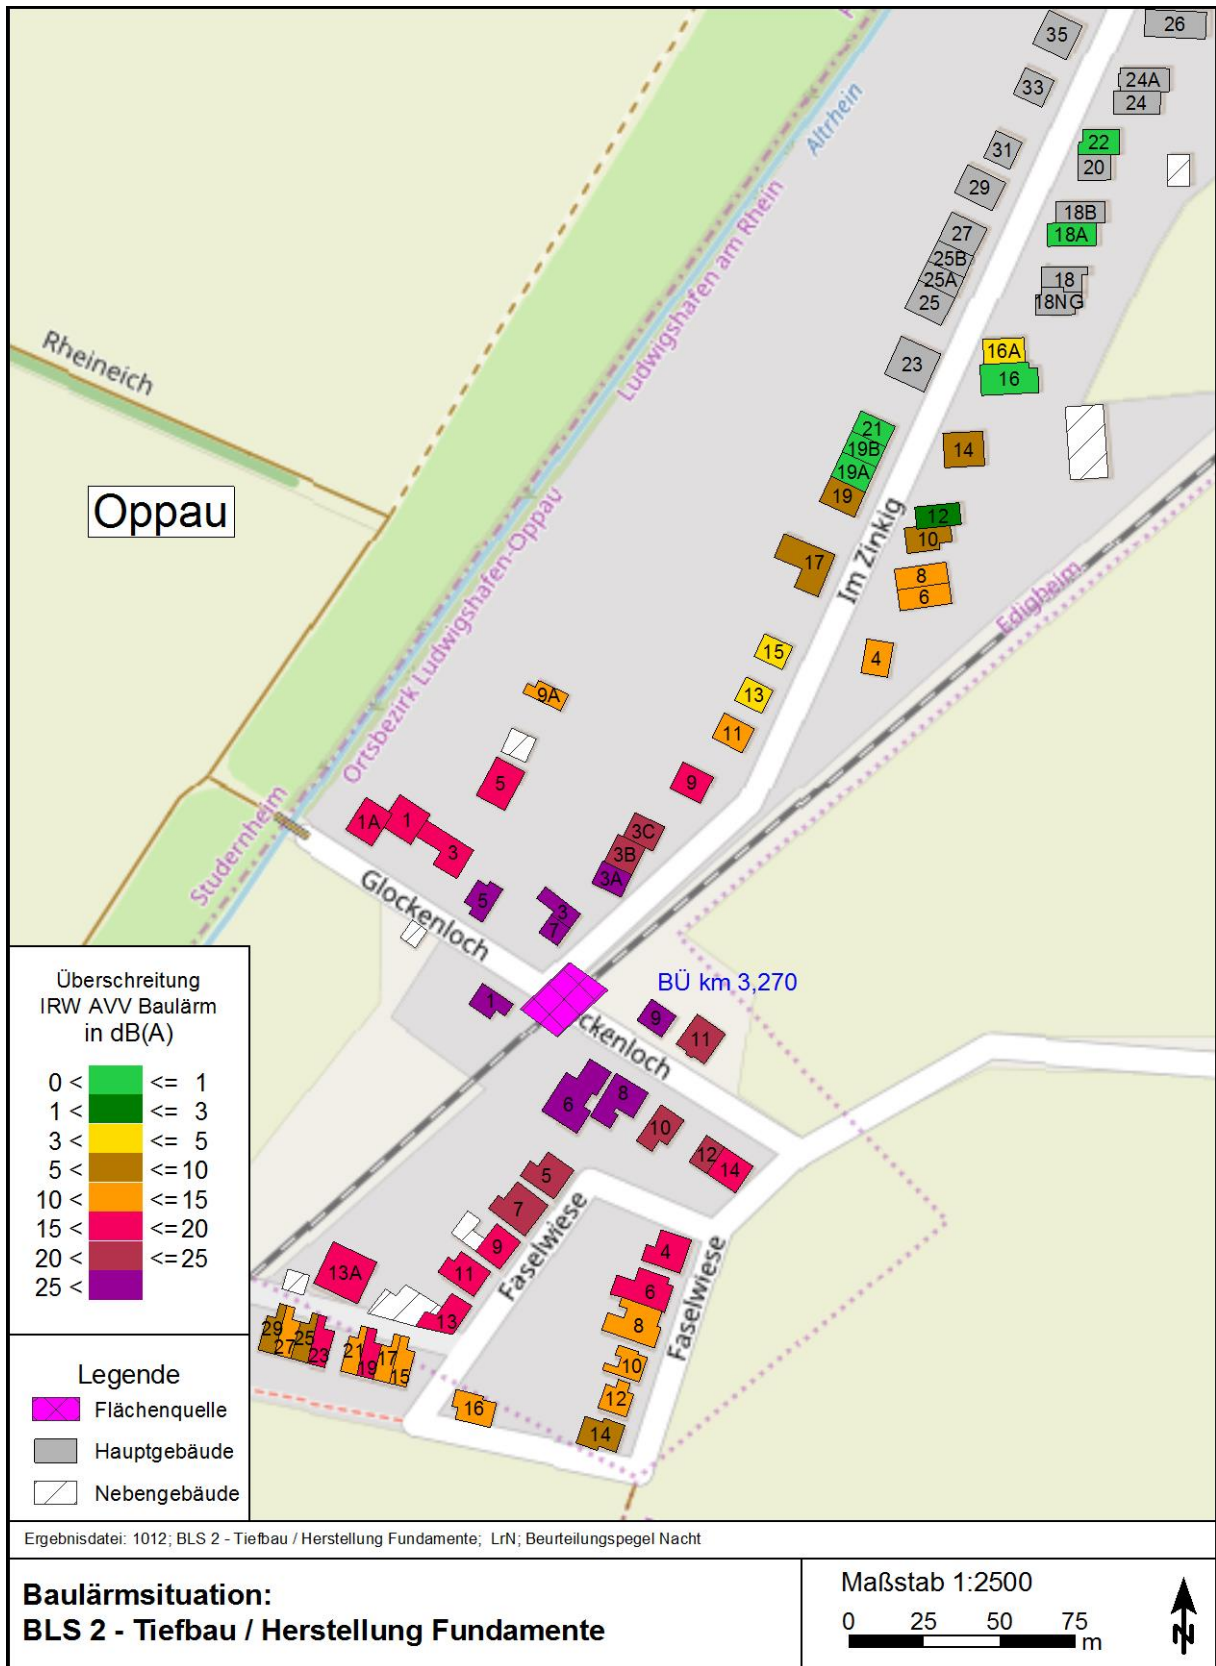 35
26
33
24A
24
Altrhein
22
31
20
29
18B
27
18A
25B
25A
18
25
18NG
Ludwigshafen am Rhein
Rheineich
16A
23
16
21
19B
14
19A
19
Oppau
12
10
17
Im Zinkig
8
6
Edigheim
Ortsbezirk Ludwigshafen-Oppau
15
4
9A
13
11
5
9
1A
1
3
3C
3B
3A
Studernheim
Glockenloch
5
3
7
BÜ km 3,270
1
9
11
ckenloch
6
8
10
12
14
5
7
9
11
13A
13
Faselwiese
4
6
8
Faselwiese
10
12
14
16
29
27
25
23
21
19
17
15
Überschreitung
IRW AVV Baulärm
in dB(A)
0 < <= 1
1 < <= 3
3 < <= 5
5 < <= 10
10 < <= 15
15 < <= 20
20 < <= 25
25 <
Legende
Flächenquelle
Hauptgebäude
Nebengebäude
Ergebnisdatei: 1012; BLS 2 - Tiefbau / Herstellung Fundamente; LrN; Beurteilungspegel Nacht
Baulärmsituation:
BLS 2 - Tiefbau / Herstellung Fundamente
Maßstab 1:2500
0 25 50 75
m
N